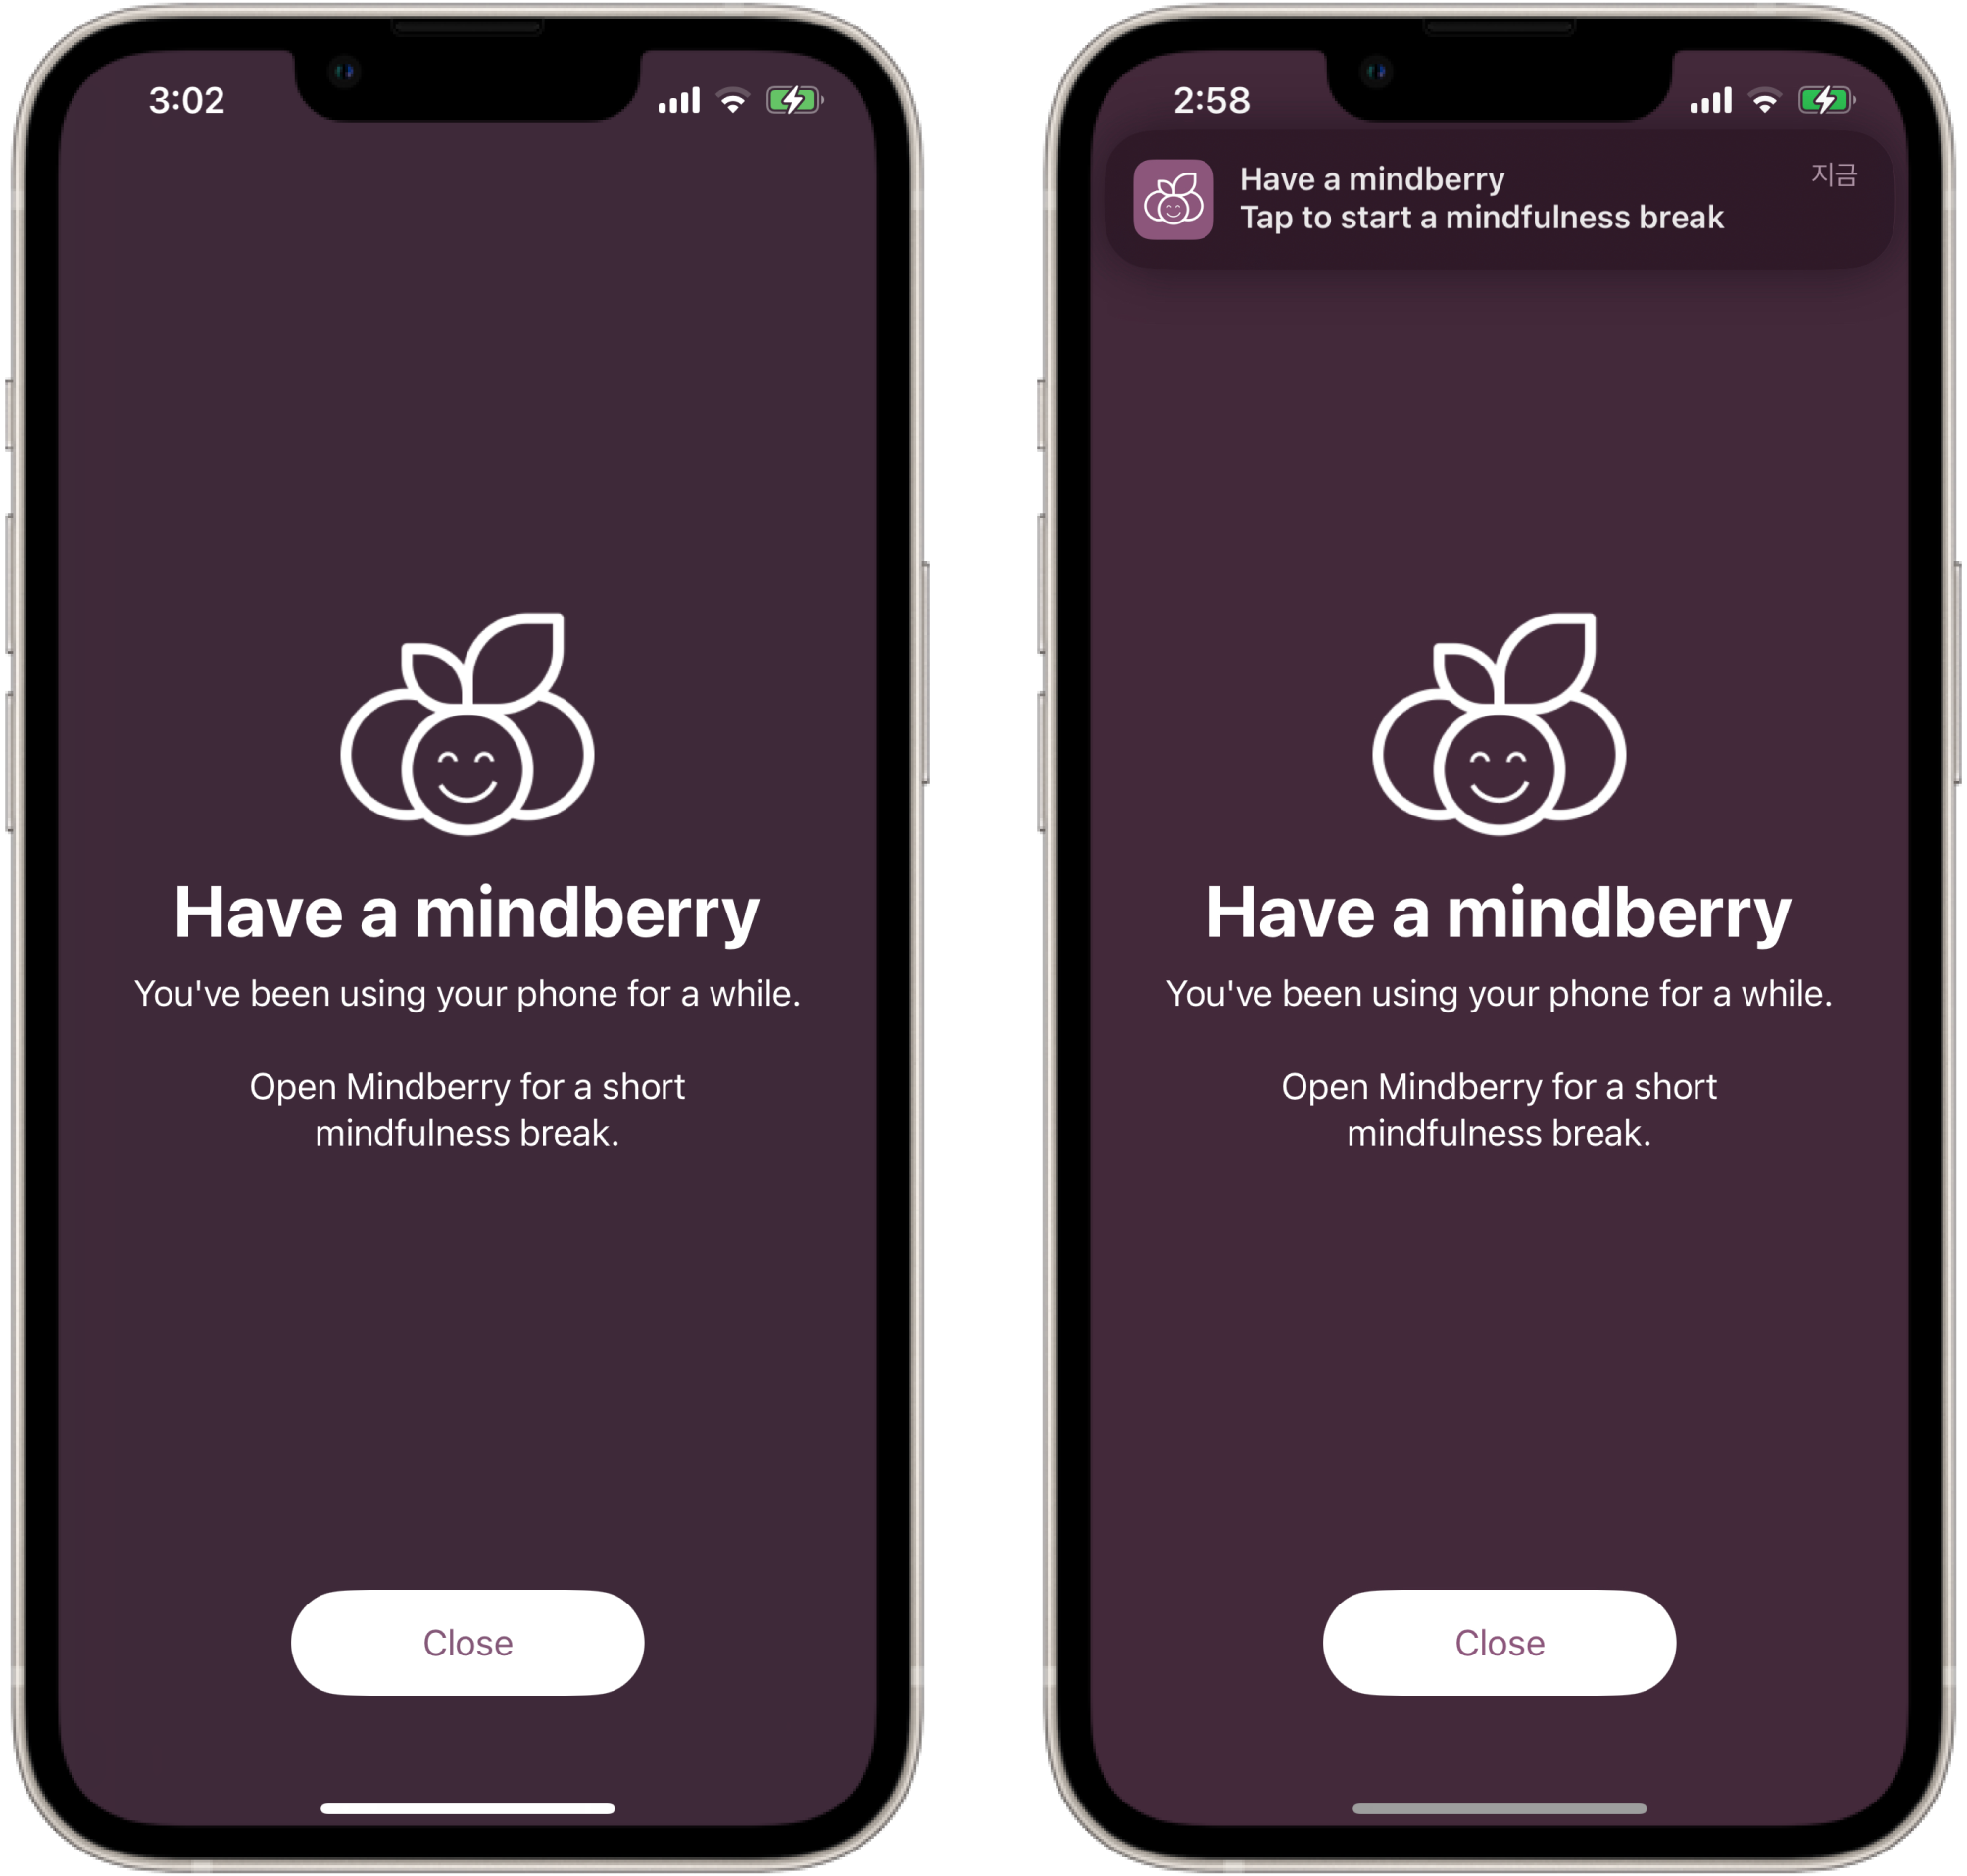 3:02
Have a mindberry
You've been using your phone for a while.
Open Mindberry for a short
mindfulness break.
Close
2:58
Have a mindberry
지금
Tap to start a mindfulness break
Have a mindberry
You've been using your phone for a while.
Open Mindberry for a short
mindfulness break.
Close